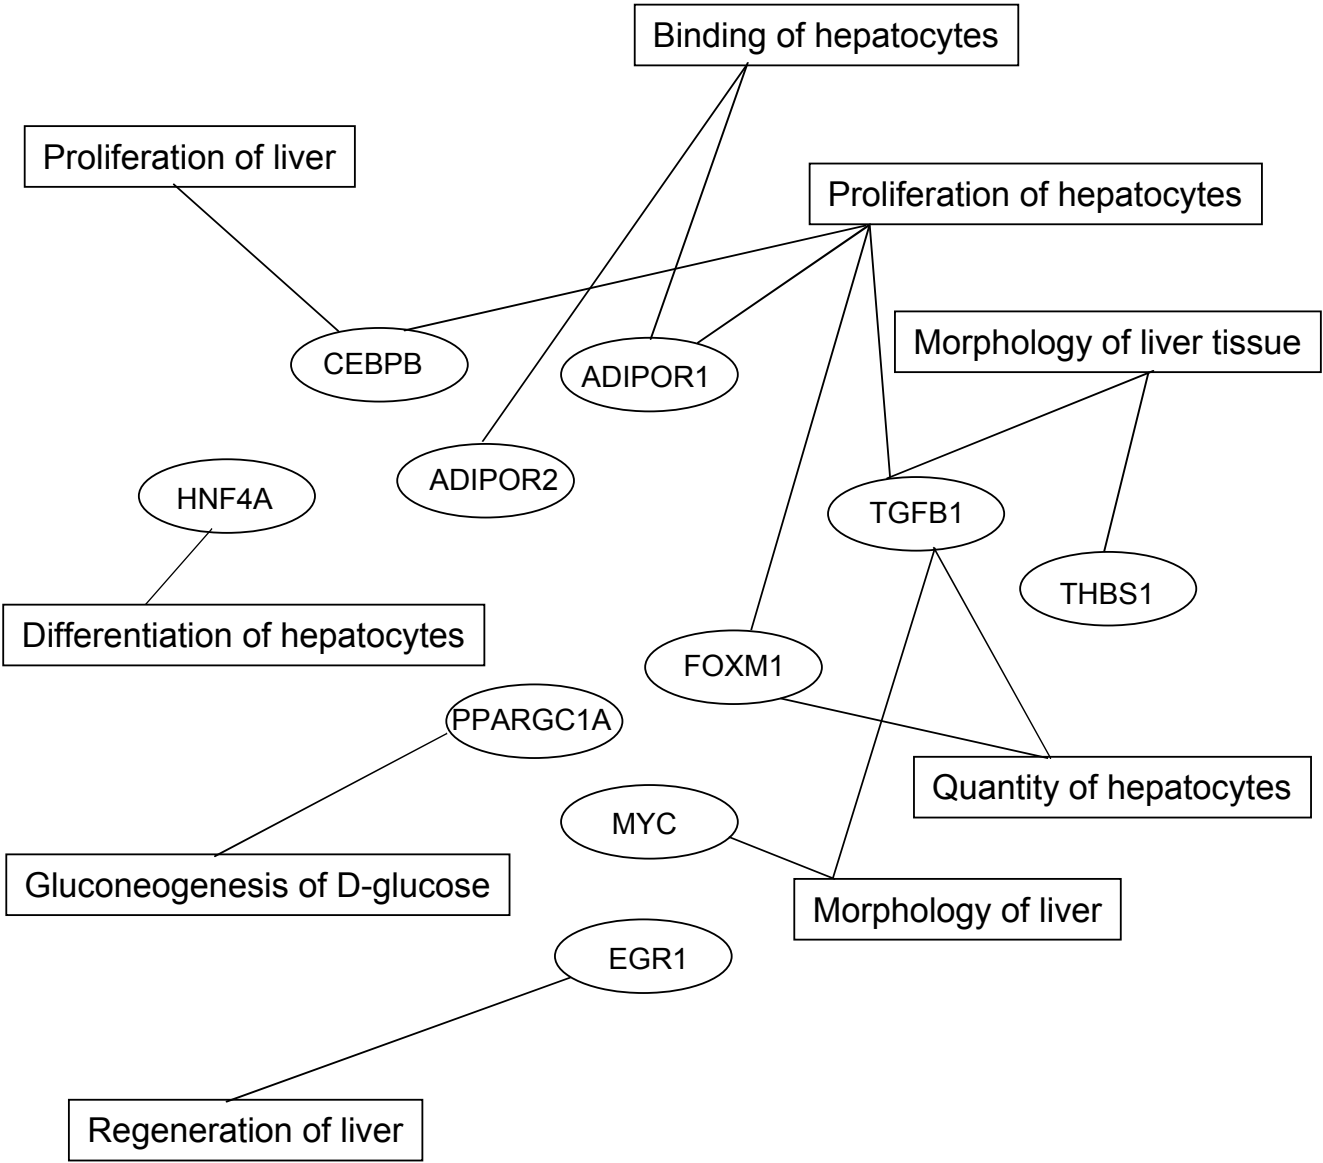 Binding of hepatocytes
Proliferation of liver
Proliferation of hepatocytes
Morphology of liver tissue
CEBPB
ADIPOR1
ADIPOR2
HNF4A
TGFB1
THBS1
Differentiation of hepatocytes
FOXM1
PPARGC1A
Quantity of hepatocytes
MYC
Gluconeogenesis of D-glucose
Morphology of liver
EGR1
Regeneration of liver